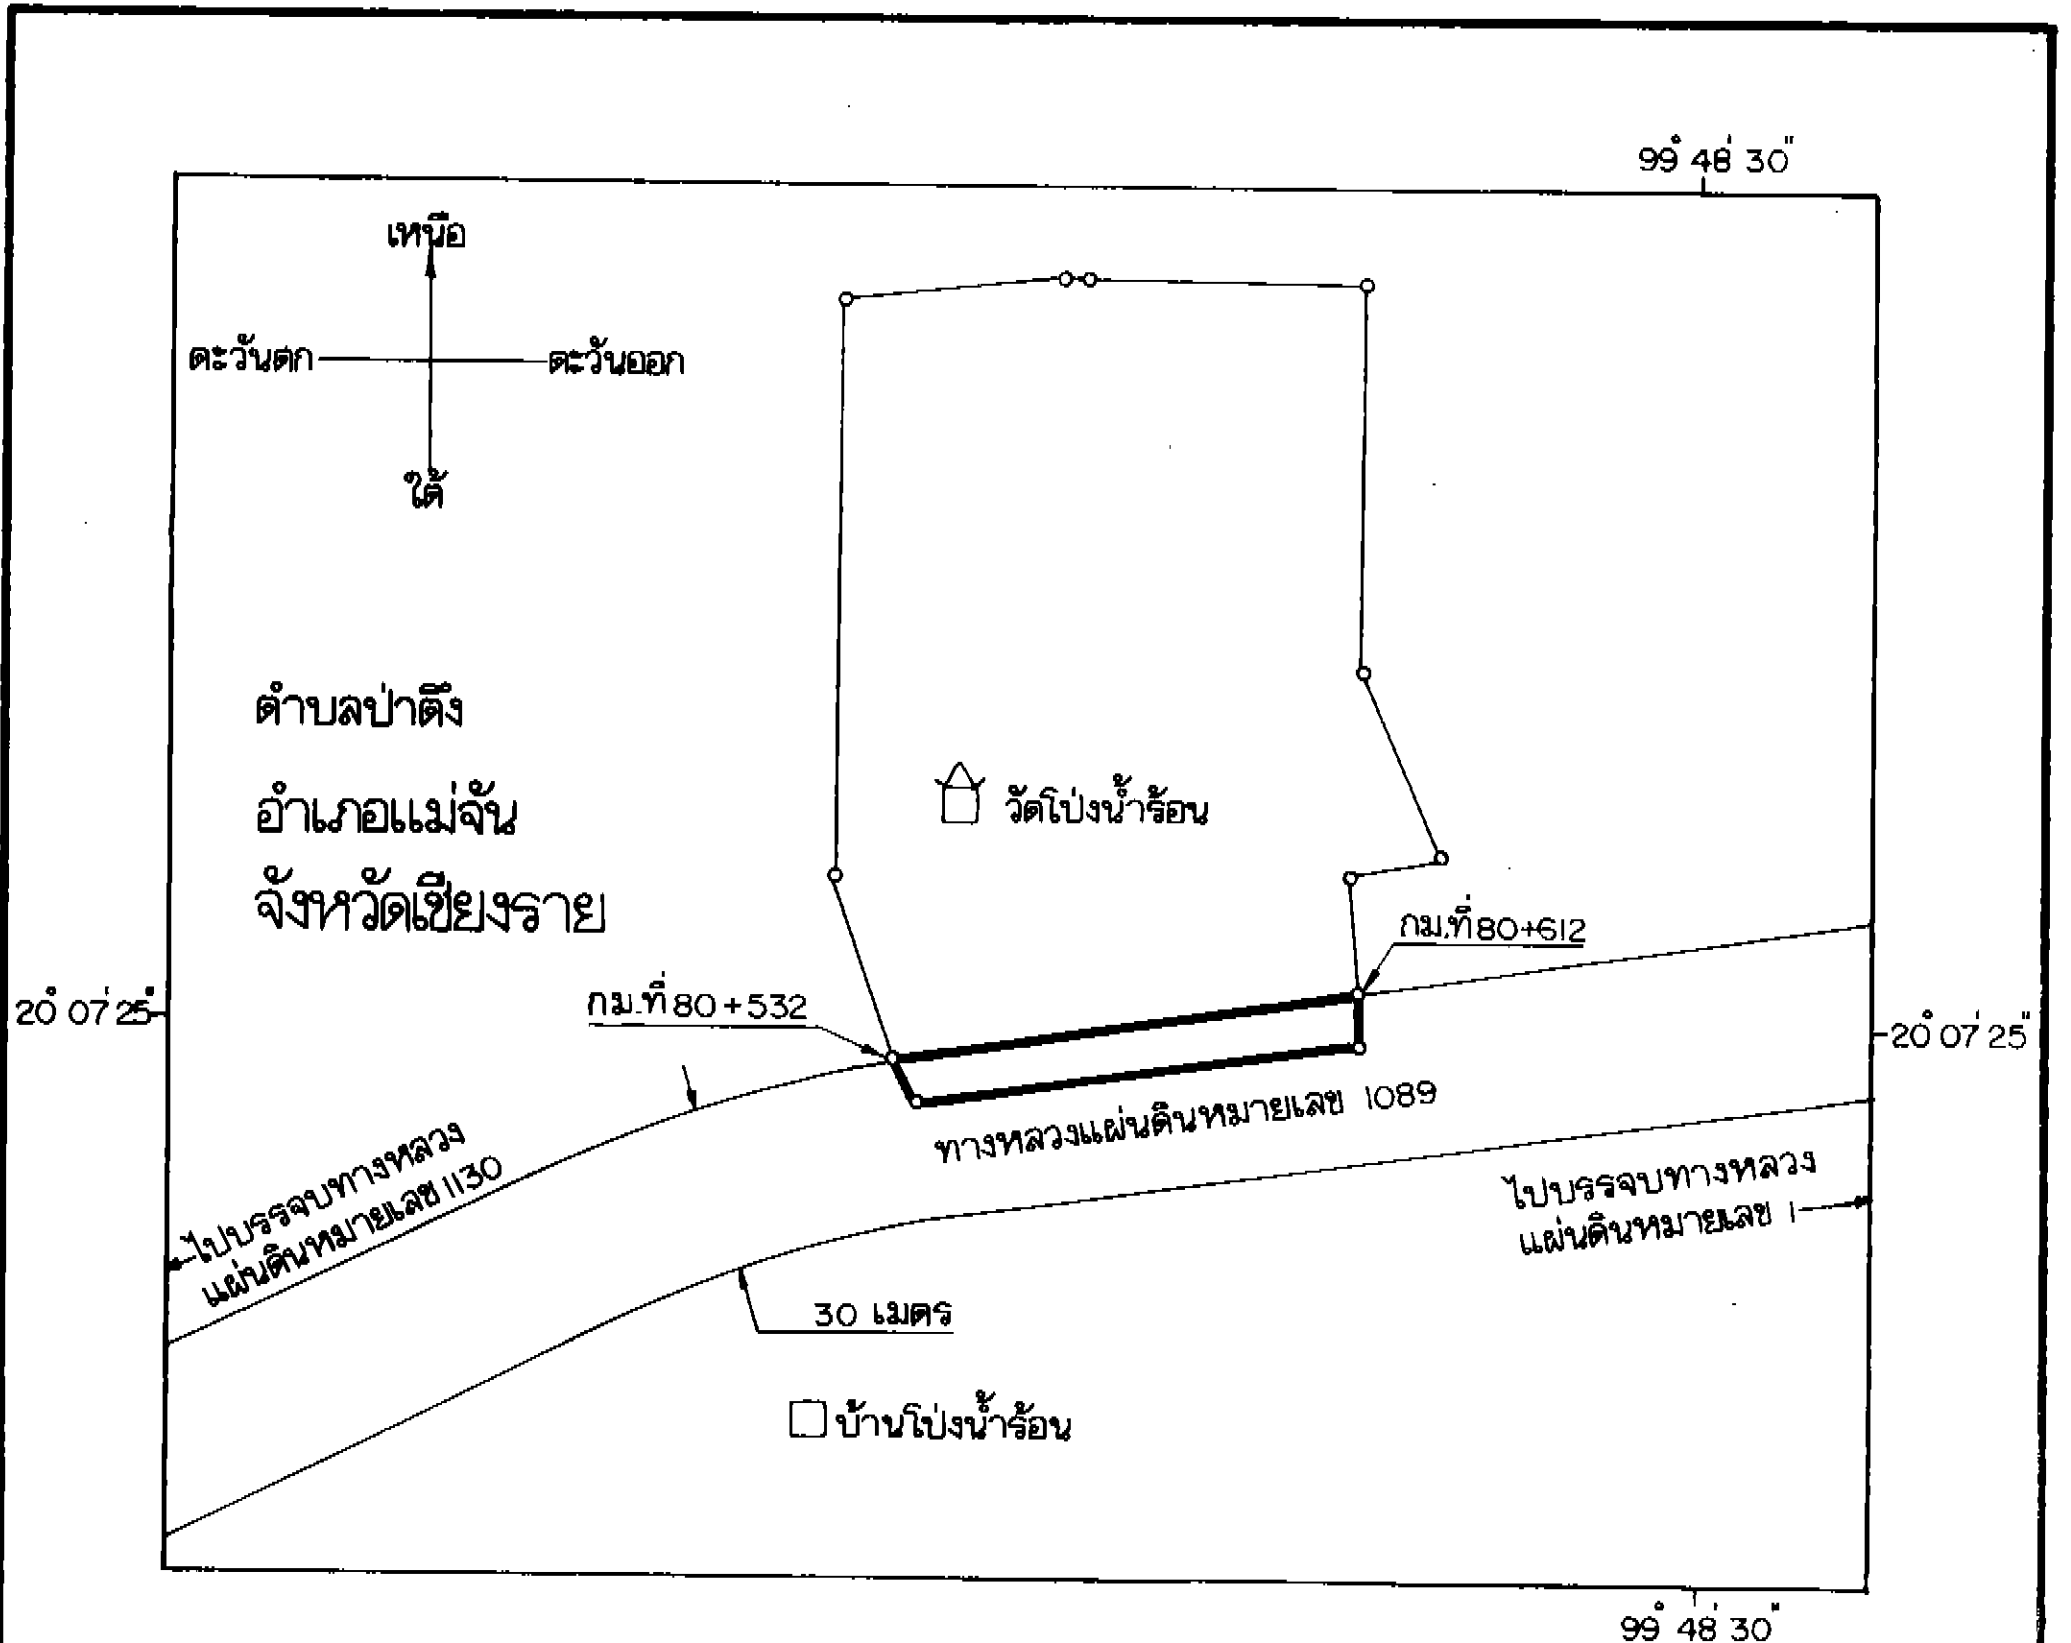 99° 48' 30"
เหนือ
ตะวันตก
ตะวันออก
ใต้
ตำบลป่าตึง
อำเภอแม่จัน
จังหวัดเชียงราย
วัดโป่งน้ำร้อน
กม.ที่ 80+612
กม.ที่ 80+532
20° 07' 25"
20° 07' 25"
ทางหลวงแผ่นดินหมายเลข 1089
ไปบรรจบทางหลวง
แผ่นดินหมายเลข 1130
ไปบรรจบทางหลวง
แผ่นดินหมายเลข 1
30 เมตร
บ้านโป่งน้ำร้อน
99° 48' 30"